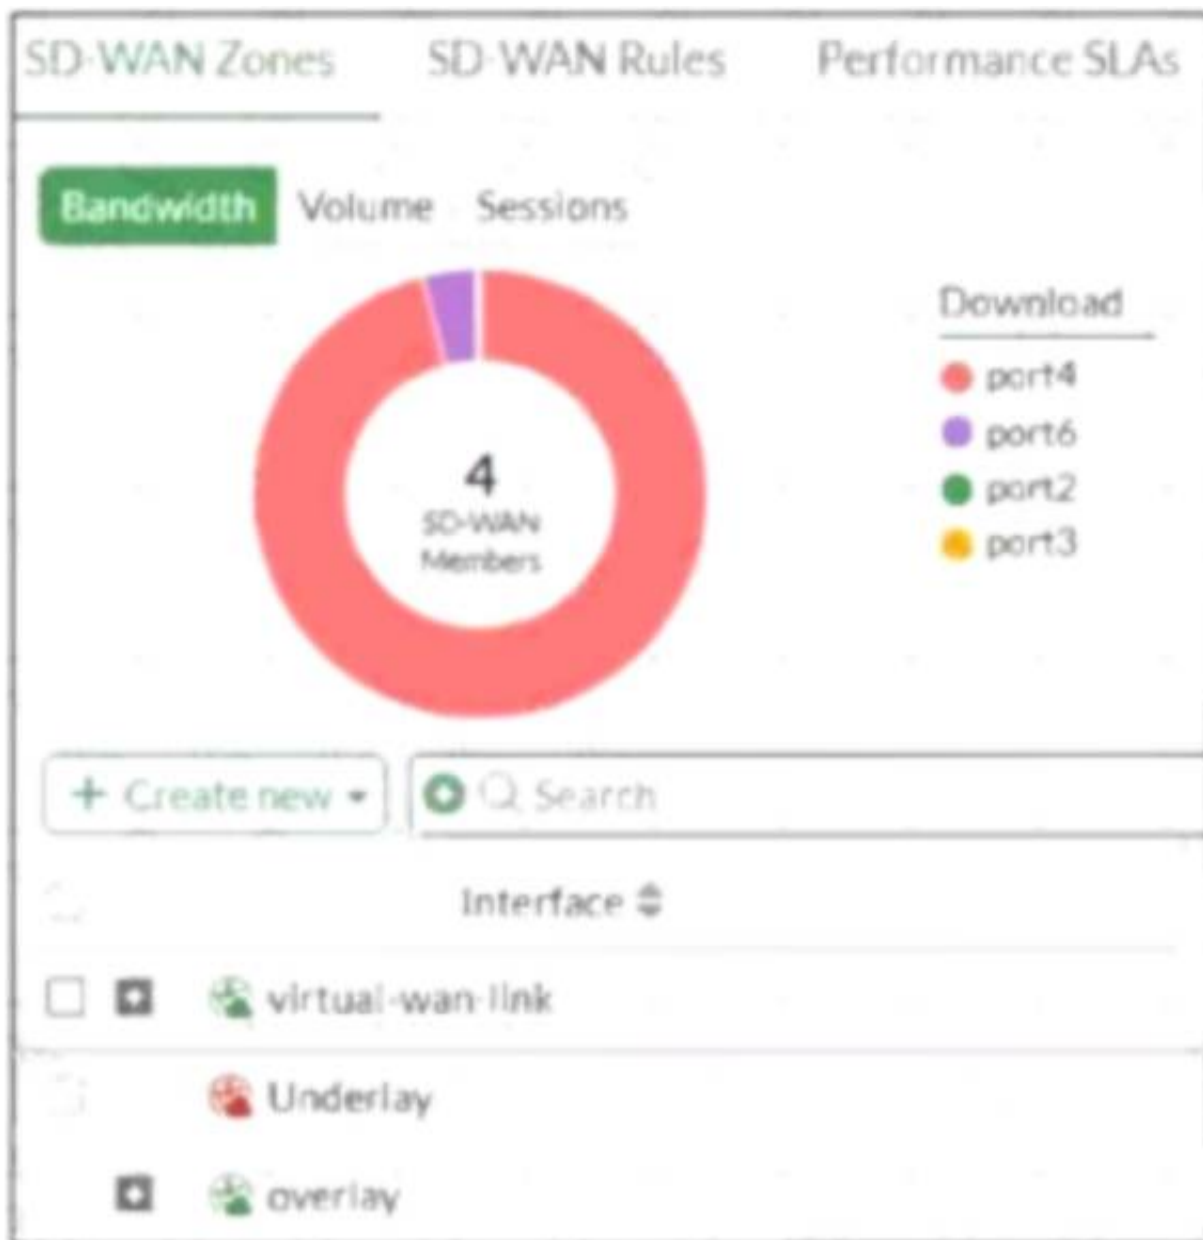 SD-WAN Zones SD-WAN Rules Performance SLAs
Bandwidth Volume Sessions
Download
port4
port6
port2
port3
4
SD-WAN
Members
+ Create new
Search
Interface
virtual-wan-link
Underlay
overlay